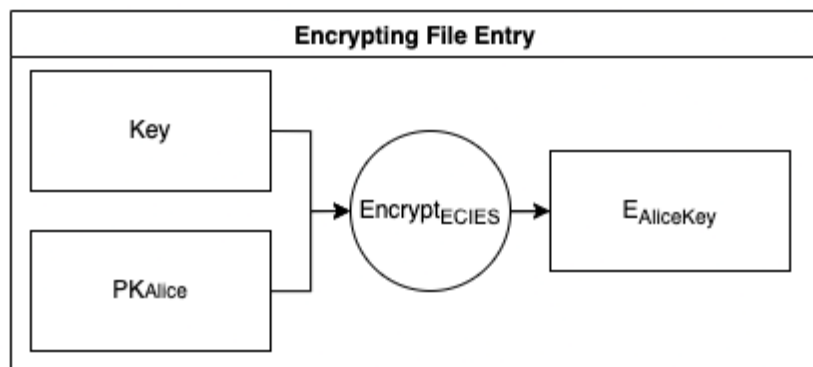 Encrypting File Entry
Key
PKAlice
EncryptECIES
EAliceKey